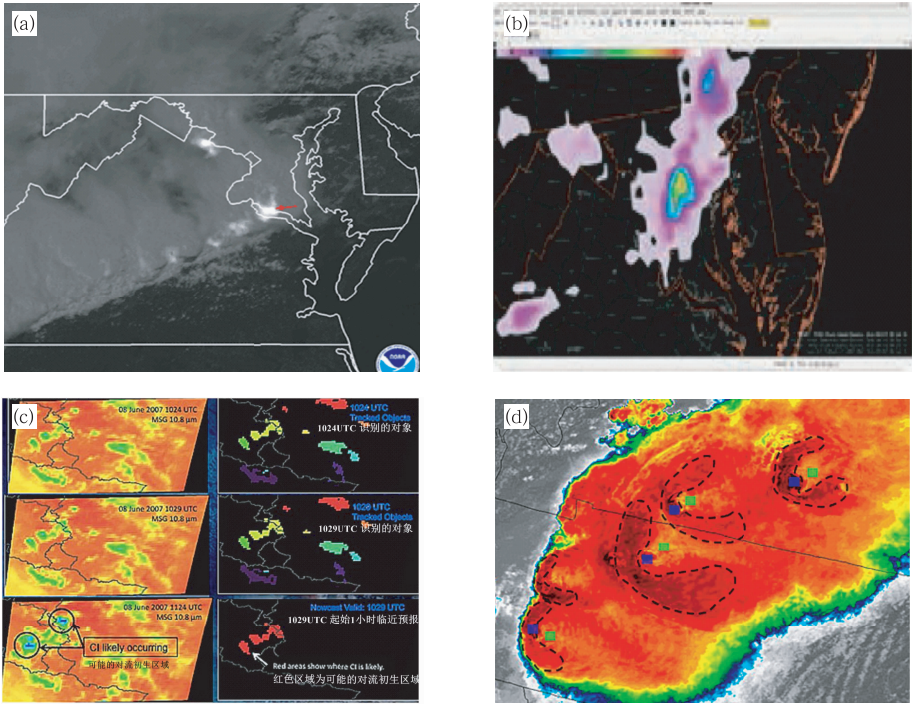 (a)
NOAA
(b)
(c)
08 June 2007 1024 UTC
MSG 10.8 μm
1024 UTC
Tracked Objects
1024UTC 识别的对象
08 June 2007 1029 UTC
MSG 10.8 μm
1029 UTC
Tracked Objects
1029UTC 识别的对象
08 June 2007 1124 UTC
MSG 10.8 μm
CI likely occurring
可能的对流初生区域
Nowcast Valid: 1029 UTC
1029UTC 起始1小时临近预报
Red areas show where CI is likely.
红色区域为可能的对流初生区域
(d)